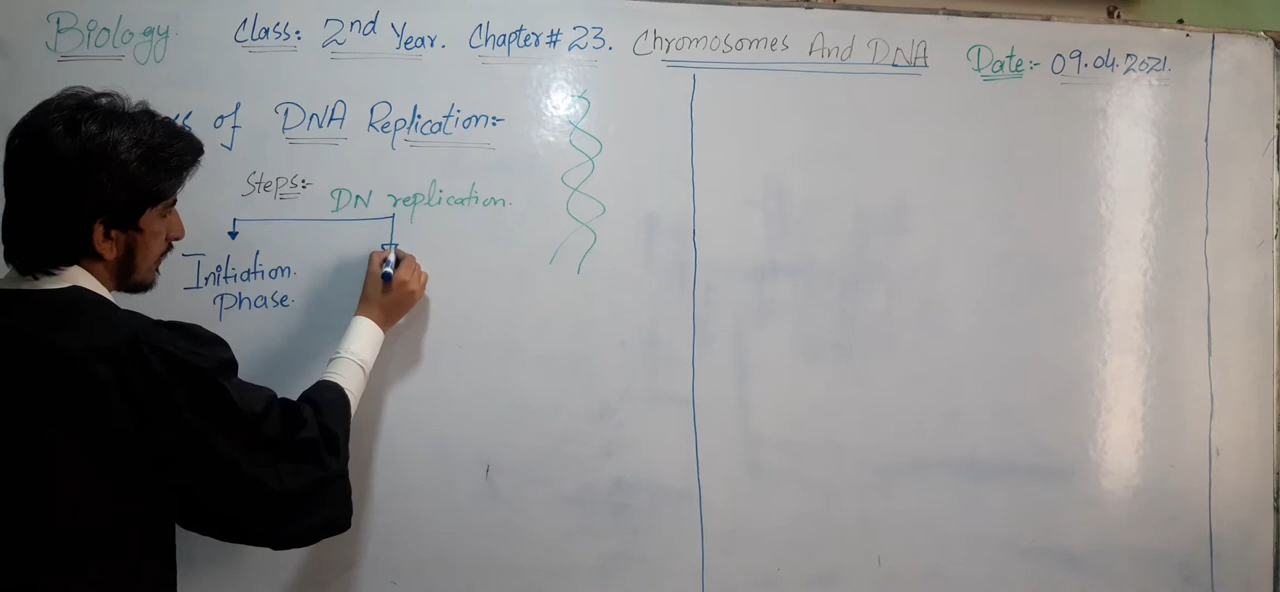 Biology. Class: 2nd Year. Chapter # 23. Chromosomes And DNA Date:- 09.04.2021.
of DNA Replication:-
Steps:- DN replication.
Initiation.
Phase.